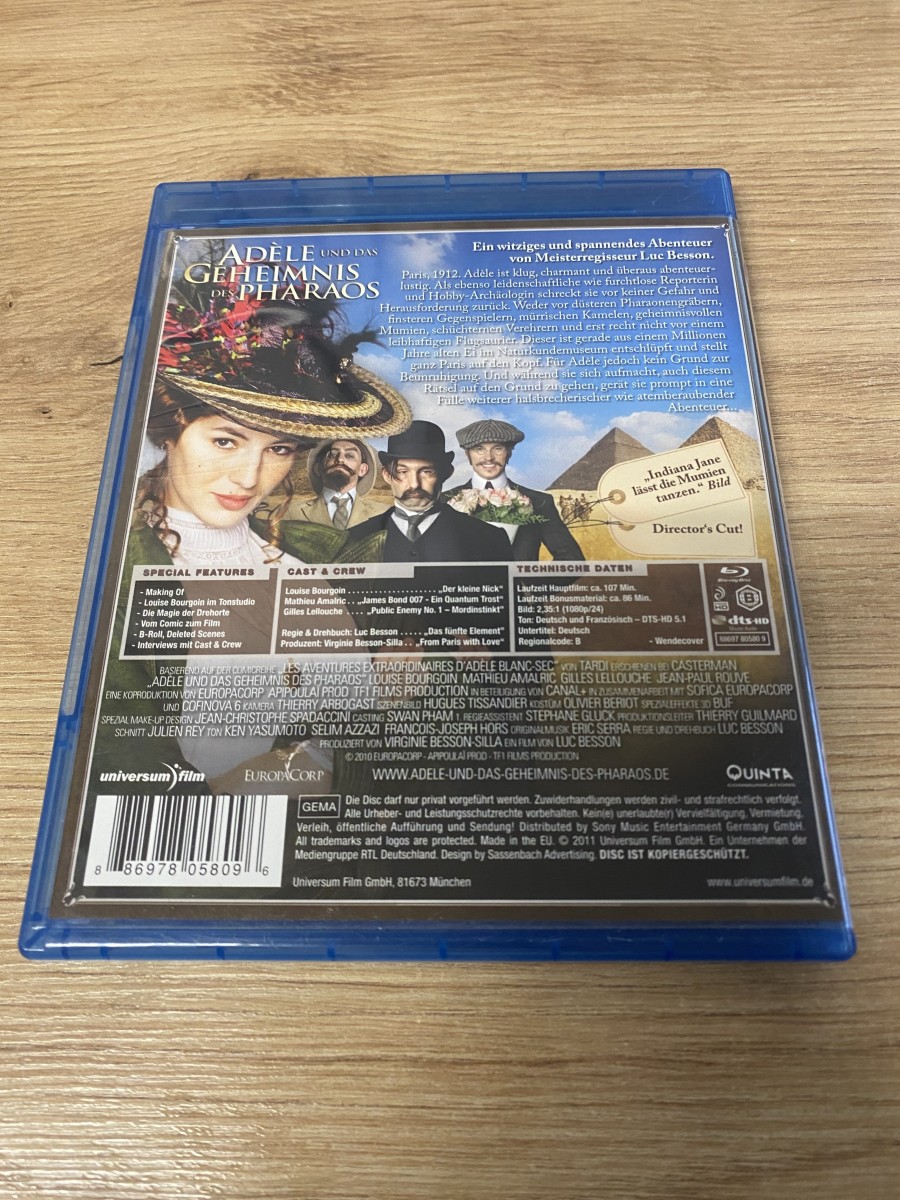 ADÈLE UND DAS
GEHEIMNIS
DES PHARAOS
Ein witziges und spannendes Abenteuer
von Meisterregisseur Luc Besson.
Paris, 1912. Adèle ist klug, charmant und überaus abenteuer-
lustig. Als ebenso leidenschaftliche wie furchtlose Reporterin
und Hobby-Archäologin schreckt sie vor keiner Gefahr und
Herausforderung zurück. Weder vor düsteren Pharaonengräbern,
finsteren Gegenspielern, mürrischen Kamelen, geheimnisvollen
Mumien, schüchternen Verehrern und erst recht nicht vor einem
leibhaftigen Flugsaurier. Dieser ist gerade aus einem Millionen
Jahre alten Ei im Naturkundemuseum entschlüpft und stellt
ganz Paris auf den Kopf. Für Adèle jedoch kein Grund zur
Beunruhigung. Und während sie sich aufmacht, auch diesem
Rätsel auf den Grund zu gehen, gerät sie prompt in eine
Fülle weiterer halsbrecherischer wie atemberaubender
Abenteuer...
„Indiana Jane
lässt die Mumien
tanzen.“ Bild
Director's Cut!
SPECIAL FEATURES
- Making Of
- Louise Bourgoin im Tonstudio
- Die Magie der Drehorte
- Vom Comic zum Film
- B-Roll, Deleted Scenes
- Interviews mit Cast & Crew
CAST & CREW
Louise Bourgoin .................... „Der kleine Nick“
Mathieu Amalric... „James Bond 007 - Ein Quantum Trost“
Gilles Lellouche ... „Public Enemy No. 1 – Mordinstinkt“
Regie & Drehbuch: Luc Besson ..... „Das fünfte Element“
Produzent: Virginie Besson-Silla .. „From Paris with Love“
TECHNISCHE DATEN
Laufzeit Hauptfilm: ca. 107 Min.
Laufzeit Bonusmaterial: ca. 86 Min.
Bild: 2,35:1 (1080p/24)
Ton: Deutsch und Französisch – DTS-HD 5.1
Untertitel: Deutsch
Regionalcode: B - Wendecover
Blu-ray Disc
HD
B
dts-HD
Master Audio
88697 80580 9
BASIEREND AUF DER COMICREIHE „LES AVENTURES EXTRAORDINAIRES D'ADÈLE BLANC-SEC“ VON TARDI ERSCHIENEN BEI CASTERMAN
„ADÈLE UND DAS GEHEIMNIS DES PHARAOS“ LOUISE BOURGOIN MATHIEU AMALRIC GILLES LELLOUCHE JEAN-PAUL ROUVE
EINE KOPRODUKTION VON EUROPACORP APIPOULAÏ PROD TF1 FILMS PRODUCTION IN BETEILIGUNG VON CANAL+ IN ZUSAMMENARBEIT MIT SOFICA EUROPACORP
UND COFINOVA 6 KAMERA THIERRY ARBOGAST SZENENBILD HUGUES TISSANDIER KOSTÜM OLIVIER BERIOT SPEZIALEFFEKTE 3D BUF
SPEZIAL MAKE-UP DESIGN JEAN-CHRISTOPHE SPADACCINI CASTING SWAN PHAM 1. REGIEASSISTENT STÉPHANE GLUCK PRODUKTIONSLEITER THIERRY GUILMARD
SCHNITT JULIEN REY TON KEN YASUMOTO SELIM AZZAZI FRANCOIS-JOSEPH HORS ORIGINALMUSIK ERIC SERRA REGIE UND DREHBUCH LUC BESSON
PRODUZIERT VON VIRGINIE BESSON-SILLA EIN FILM VON LUC BESSON
© 2010 EUROPACORP - APIPOULAÏ PROD - TF1 FILMS PRODUCTION
universum film
EUROPACORP
WWW.ADELE-UND-DAS-GEHEIMNIS-DES-PHARAOS.DE
QUINTA
COMMUNICATIONS
GEMA
Die Disc darf nur privat vorgeführt werden. Zuwiderhandlungen werden zivil- und strafrechtlich verfolgt.
Alle Urheber- und Leistungsschutzrechte vorbehalten. Kein(e) unerlaubte(r) Vervielfältigung, Vermietung,
Verleih, öffentliche Aufführung und Sendung! Distributed by Sony Music Entertainment Germany GmbH.
All trademarks and logos are protected. Made in the EU. © 2011 Universum Film GmbH. Ein Unternehmen der
Mediengruppe RTL Deutschland. Design by Sassenbach Advertising. DISC IST KOPIERGESCHÜTZT.
8 86978 05809 6
Universum Film GmbH, 81673 München
www.universumfilm.de